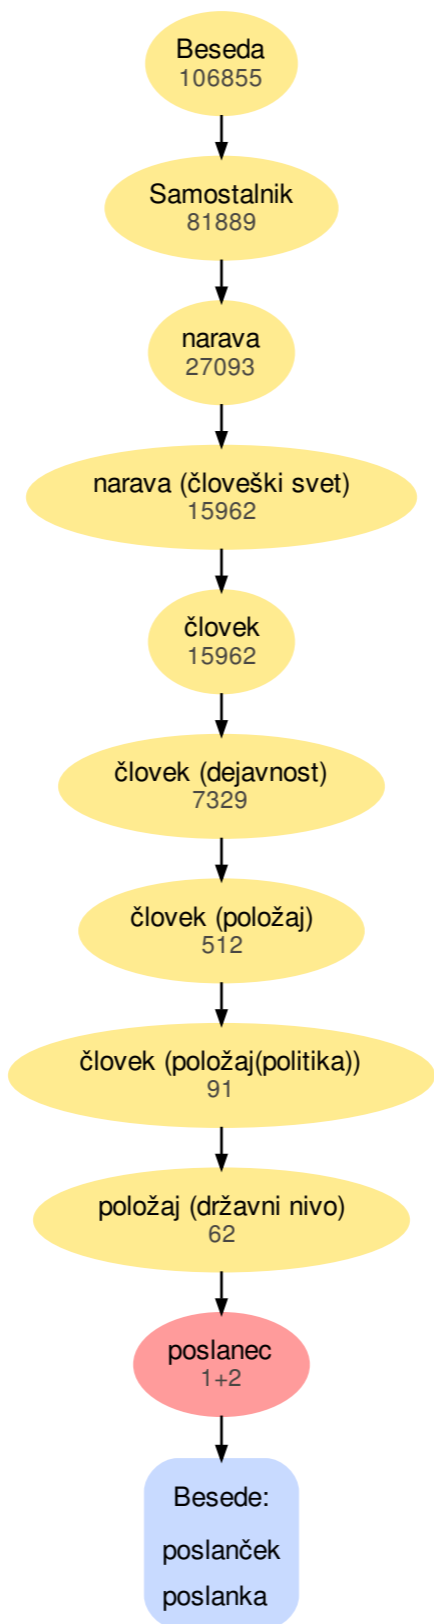 Beseda
106855
Samostalnik
81889
narava
27093
narava (človeški svet)
15962
človek
15962
človek (dejavnost)
7329
človek (položaj)
512
človek (položaj(politika))
91
položaj (državni nivo)
62
poslanec
1+2
Besede:
poslanček
poslanka